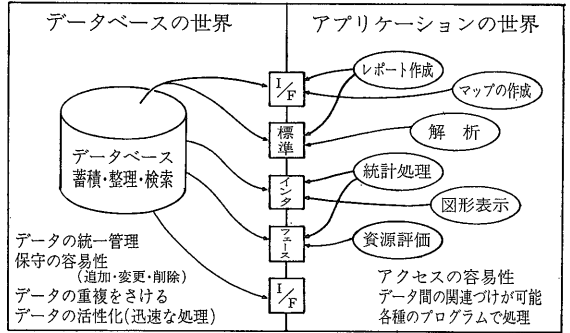 データベースの世界
アプリケーションの世界
I/F
標準
インタ
フェース
I/F
データベース
蓄積・整理・検索
レポート作成
マップの作成
解析
統計処理
図形表示
資源評価
データの統一管理
保守の容易性
(追加・変更・削除)
データの重複をさける
データの活性化(迅速な処理)
アクセスの容易性
データ間の関連づけが可能
各種のプログラムで処理